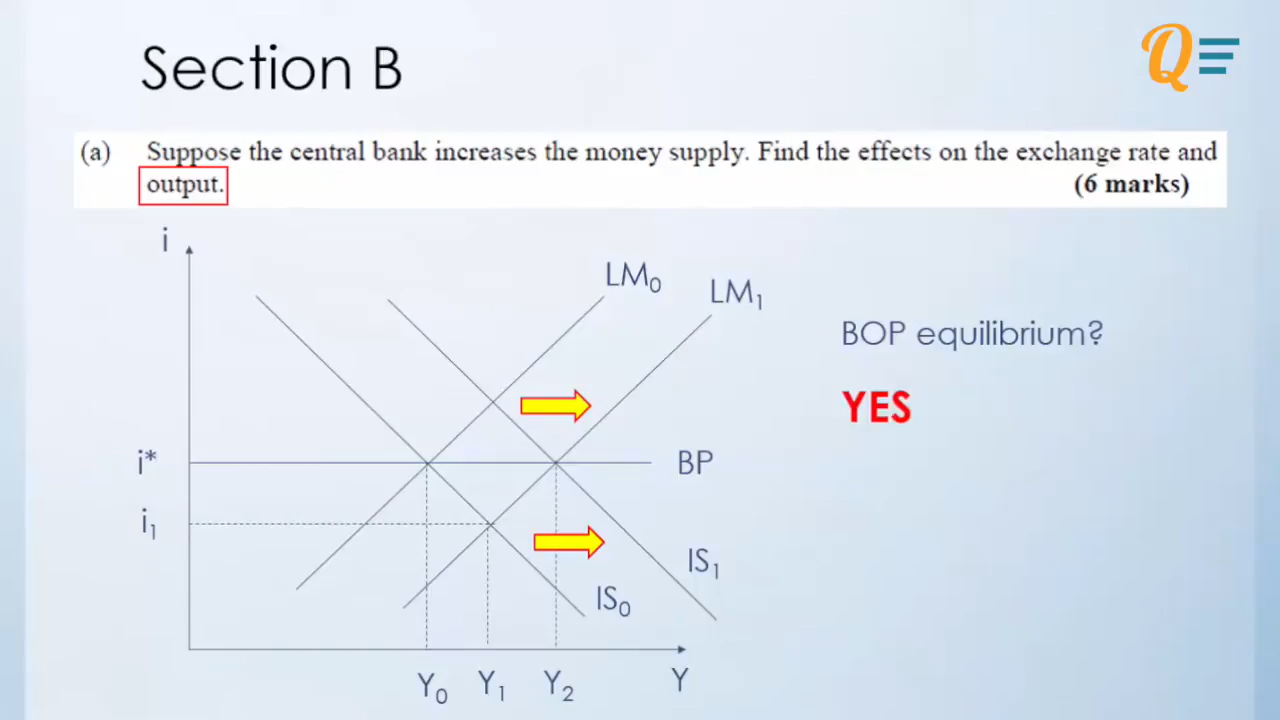 Section B
QE
(a) Suppose the central bank increases the money supply. Find the effects on the exchange rate and
output. (6 marks)
i
LM₀
LM₁
BOP equilibrium?
YES
i*
BP
i₁
IS₁
IS₀
Y₀ Y₁ Y₂ Y